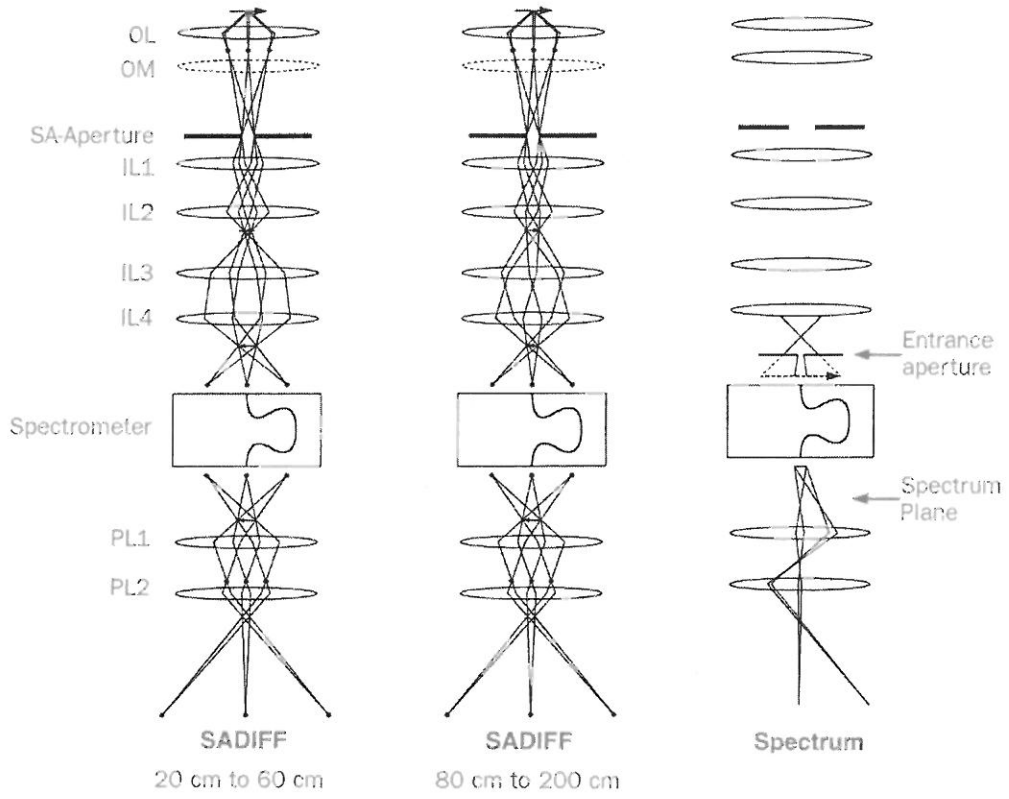 OL
OM
SA-Aperture
IL1
IL2
IL3
IL4
Entrance
aperture
Spectrometer
Spectrum
Plane
PL1
PL2
SADIFF
20 cm to 60 cm
SADIFF
80 cm to 200 cm
Spectrum